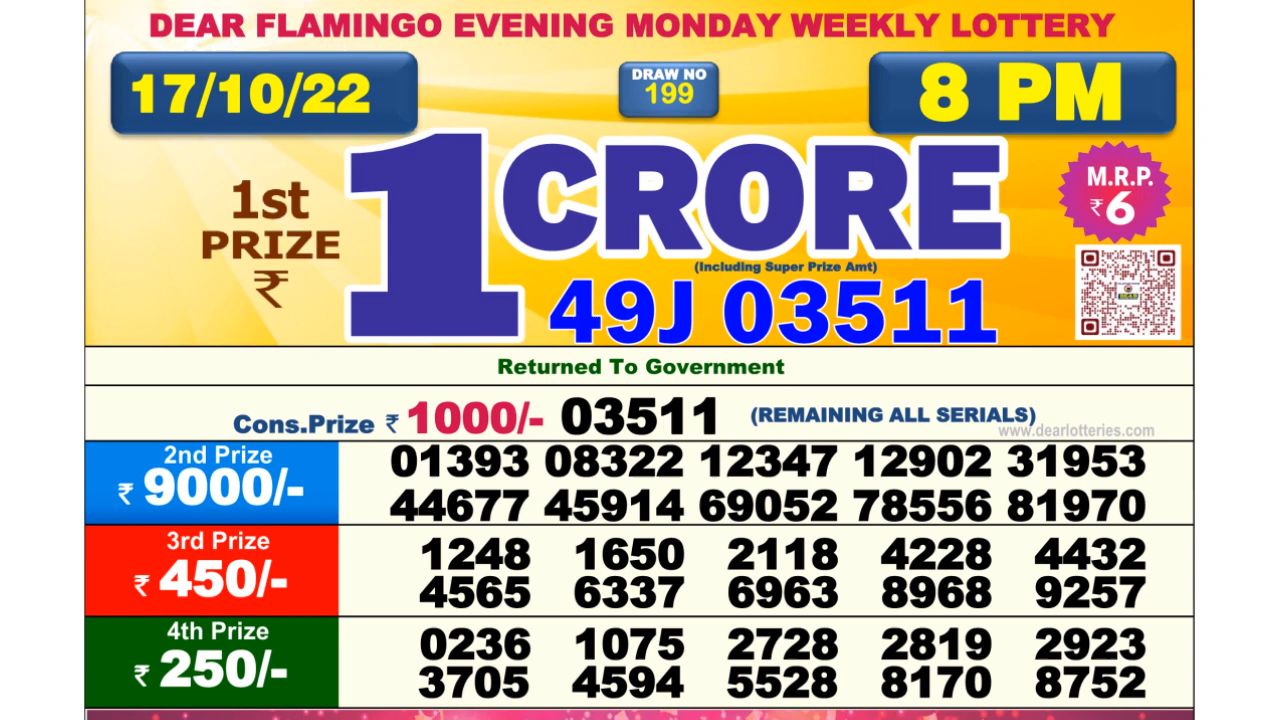 DEAR FLAMINGO EVENING MONDAY WEEKLY LOTTERY
17/10/22
DRAW NO
199
8 PM
1st
PRIZE
₹
1 CRORE
(Including Super Prize Amt)
49J 03511
M.R.P.
₹6
Returned To Government
Cons.Prize ₹ 1000/- 03511 (REMAINING ALL SERIALS)
www.dearlotteries.com
2nd Prize
₹ 9000/-
01393 08322 12347 12902 31953
44677 45914 69052 78556 81970
3rd Prize
₹ 450/-
1248 1650 2118 4228 4432
4565 6337 6963 8968 9257
4th Prize
₹ 250/-
0236 1075 2728 2819 2923
3705 4594 5528 8170 8752